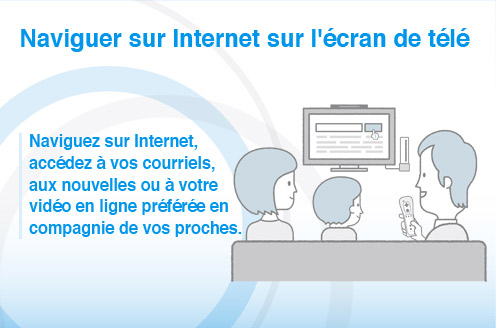 Naviguer sur Internet sur l'écran de télé
Naviguez sur Internet,
accédez à vos courriels,
aux nouvelles ou à votre
vidéo en ligne préférée en
compagnie de vos proches.